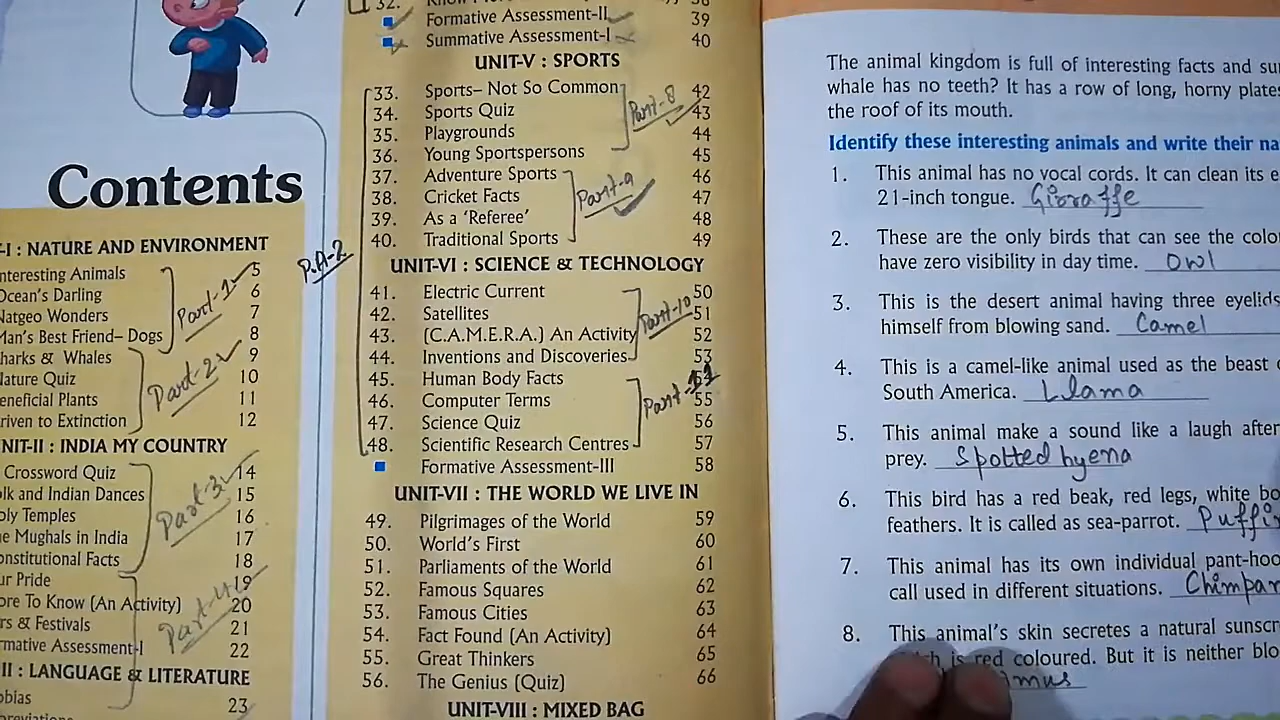 Contents
-I : NATURE AND ENVIRONMENT
nteresting Animals 5
Ocean's Darling 6
Natgeo Wonders 7
Man's Best Friend– Dogs 8
Part-1
harks & Whales 9
Nature Quiz 10
eneficial Plants 11
riven to Extinction 12
Part-2
NIT-II : INDIA MY COUNTRY
Crossword Quiz 14
lk and Indian Dances 15
oly Temples 16
e Mughals in India 17
onstitutional Facts 18
Part-3
ur Pride 19
ore To Know (An Activity) 20
rs & Festivals 21
rmative Assessment-I 22
Part-4
II : LANGUAGE & LITERATURE
obias 23
32.
Formative Assessment-II 39
Summative Assessment-I 40
UNIT-V : SPORTS
P.A-2
33. Sports– Not So Common 42
34. Sports Quiz 43
35. Playgrounds 44
36. Young Sportspersons 45
Part-8
37. Adventure Sports 46
38. Cricket Facts 47
39. As a 'Referee' 48
40. Traditional Sports 49
Part-9
UNIT-VI : SCIENCE & TECHNOLOGY
41. Electric Current 50
42. Satellites 51
43. (C.A.M.E.R.A.) An Activity 52
44. Inventions and Discoveries 53
Part-10
45. Human Body Facts
46. Computer Terms 55
47. Science Quiz 56
48. Scientific Research Centres 57
Part-
Formative Assessment-III 58
UNIT-VII : THE WORLD WE LIVE IN
49. Pilgrimages of the World 59
50. World's First 60
51. Parliaments of the World 61
52. Famous Squares 62
53. Famous Cities 63
54. Fact Found (An Activity) 64
55. Great Thinkers 65
56. The Genius (Quiz) 66
UNIT-VIII : MIXED BAG
The animal kingdom is full of interesting facts and su
whale has no teeth? It has a row of long, horny plate
the roof of its mouth.
Identify these interesting animals and write their na
1. This animal has no vocal cords. It can clean its e
21-inch tongue. Giraffe
2. These are the only birds that can see the colo
have zero visibility in day time. Owl
3. This is the desert animal having three eyelids
himself from blowing sand. Camel
4. This is a camel-like animal used as the beast
South America. Llama
5. This animal make a sound like a laugh after
prey. Spotted hyena
6. This bird has a red beak, red legs, white bo
feathers. It is called as sea-parrot. Puffi
7. This animal has its own individual pant-hoo
call used in different situations. Chimpan
8. This animal's skin secretes a natural sunscr
is red coloured. But it is neither blo
mus